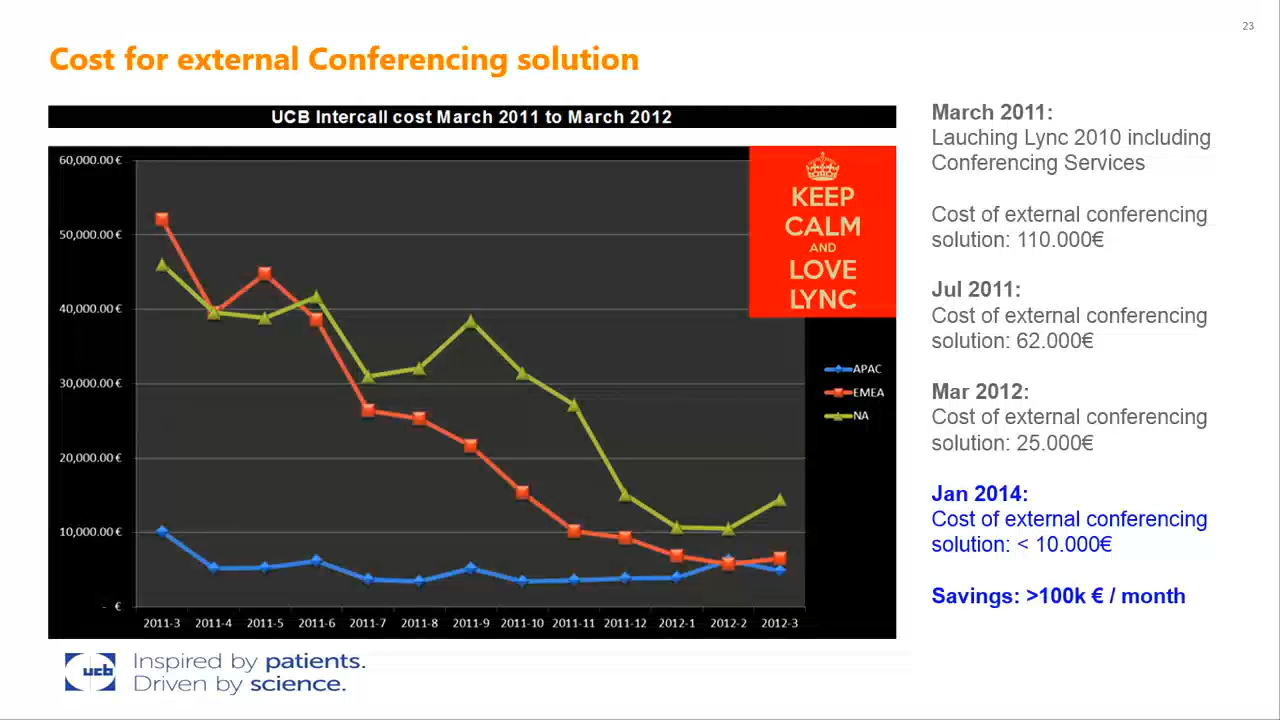 23
Cost for external Conferencing solution
UCB Intercall cost March 2011 to March 2012
60,000.00 €
50,000.00 €
40,000.00 €
30,000.00 €
20,000.00 €
10,000.00 €
- €
2011-3 2011-4 2011-5 2011-6 2011-7 2011-8 2011-9 2011-10 2011-11 2011-12 2012-1 2012-2 2012-3
KEEP
CALM
AND
LOVE
LYNC
APAC
EMEA
NA
March 2011:
Lauching Lync 2010 including
Conferencing Services
Cost of external conferencing
solution: 110.000€
Jul 2011:
Cost of external conferencing
solution: 62.000€
Mar 2012:
Cost of external conferencing
solution: 25.000€
Jan 2014:
Cost of external conferencing
solution: < 10.000€
Savings: >100k € / month
ucb
Inspired by patients.
Driven by science.